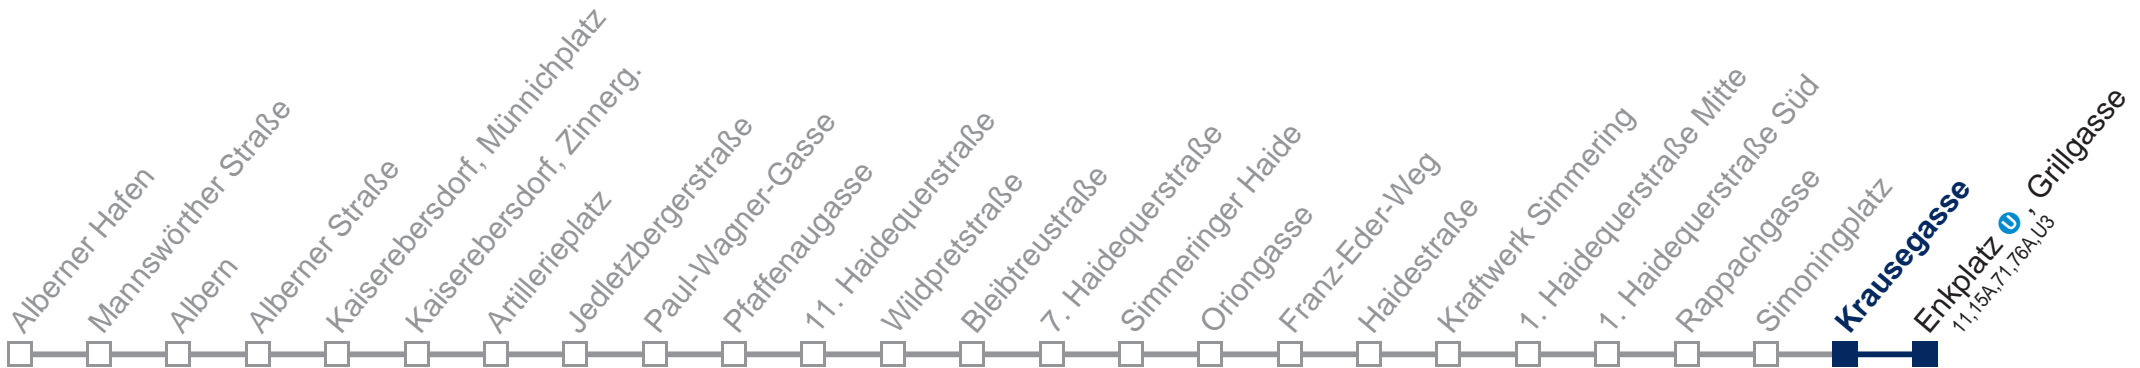 Alberner Hafen
Mannswörther Straße
Albern
Alberner Straße
Kaiserebersdorf, Münnichplatz
Kaiserebersdorf, Zinnerg.
Artillerieplatz
Jedletzbergerstraße
Paul-Wagner-Gasse
Pfaffenaugasse
11. Haidequerstraße
Wildpretstraße
Bleibtreustraße
7. Haidequerstraße
Simmeringer Haide
Oriongasse
Franz-Eder-Weg
Haidestraße
Kraftwerk Simmering
1. Haidequerstraße Mitte
1. Haidequerstraße Süd
Rappachgasse
Simoningplatz
Krausegasse
Enkplatz U, Grillgasse
11,15A,71,76A,U3